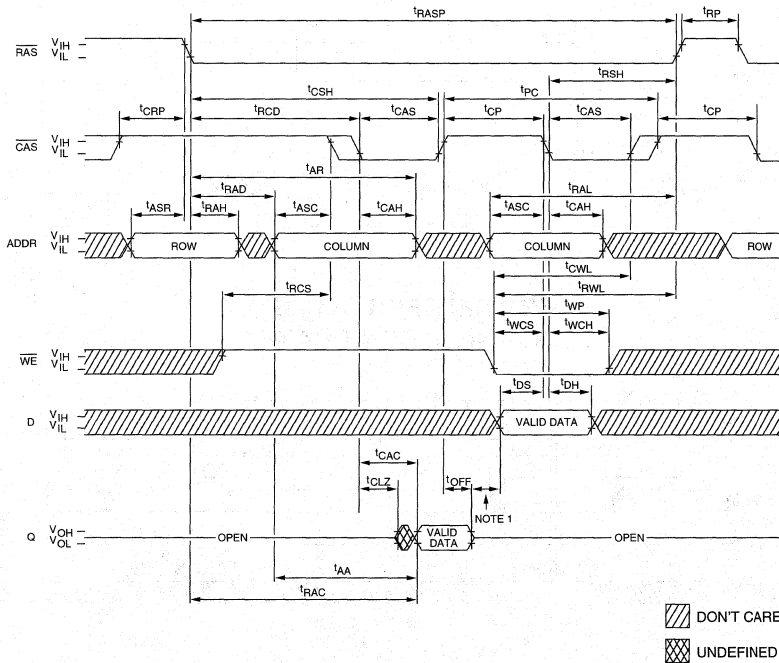 tRASP tRP
RAS VIH
VIL
tRSH
tCSH tPC
tCRP tRCD tCAS tCP tCAS tCP
CAS VIH
VIL
tAR
tRAD tRAL
tASR tRAH tASC tCAH tASC tCAH
ADDR VIH
VIL
ROW COLUMN COLUMN ROW
tCWL
tRCS tRWL
tWP
tWCS tWCH
WE VIH
VIL
tDS tDH
D VIH
VIL
VALID DATA
tCAC
tCLZ tOFF
NOTE 1
Q VOH
VOL
OPEN VALID
DATA OPEN
tAA
tRAC
DON'T CARE
UNDEFINED